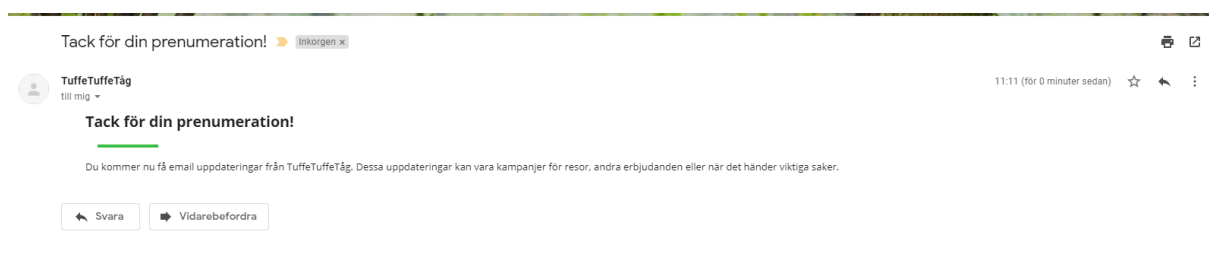 Tack för din prenumeration! Inkorgen x
TuffeTuffeTåg 11:11 (för 0 minuter sedan)
till mig
Tack för din prenumeration!
Du kommer nu få email uppdateringar från TuffeTuffeTåg. Dessa uppdateringar kan vara kampanjer för resor, andra erbjudanden eller när det händer viktiga saker.
Svara Vidarebefordra